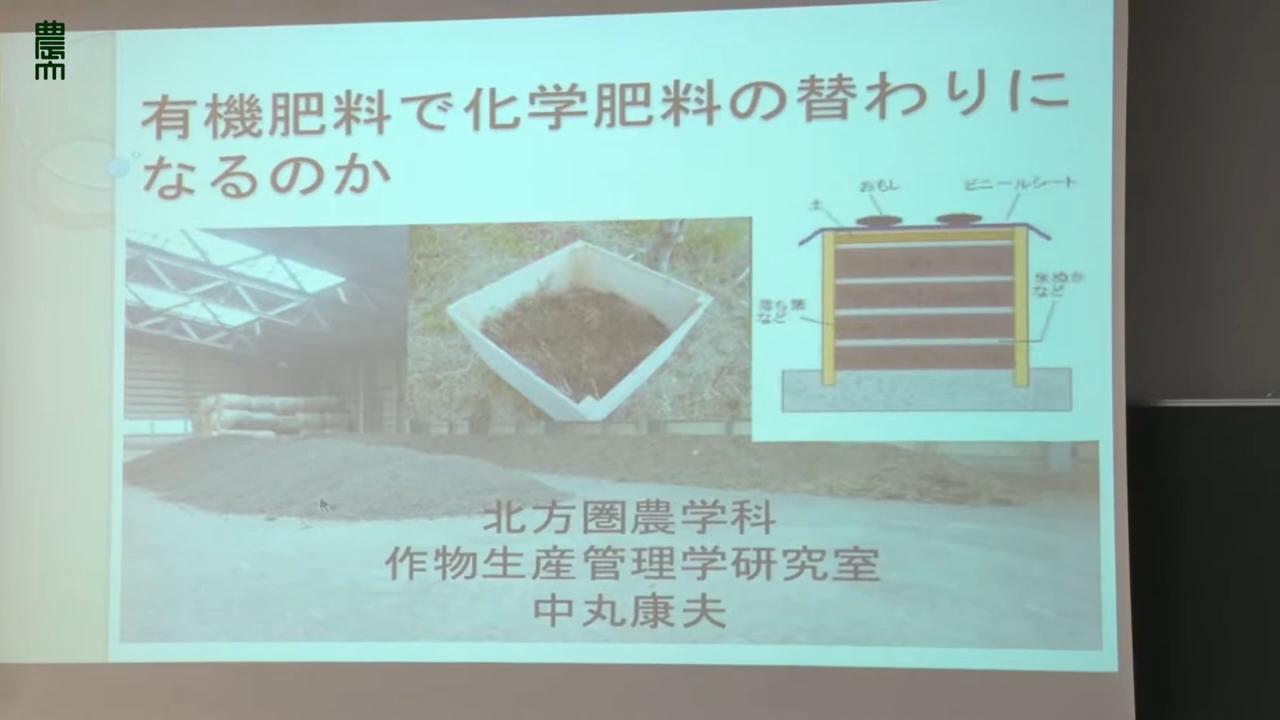 農
有機肥料で化学肥料の替わりに
なるのか
おもし
ビニールシート
土
米ぬか
など
落ち葉
など
北方圏農学科
作物生産管理学研究室
中丸康夫